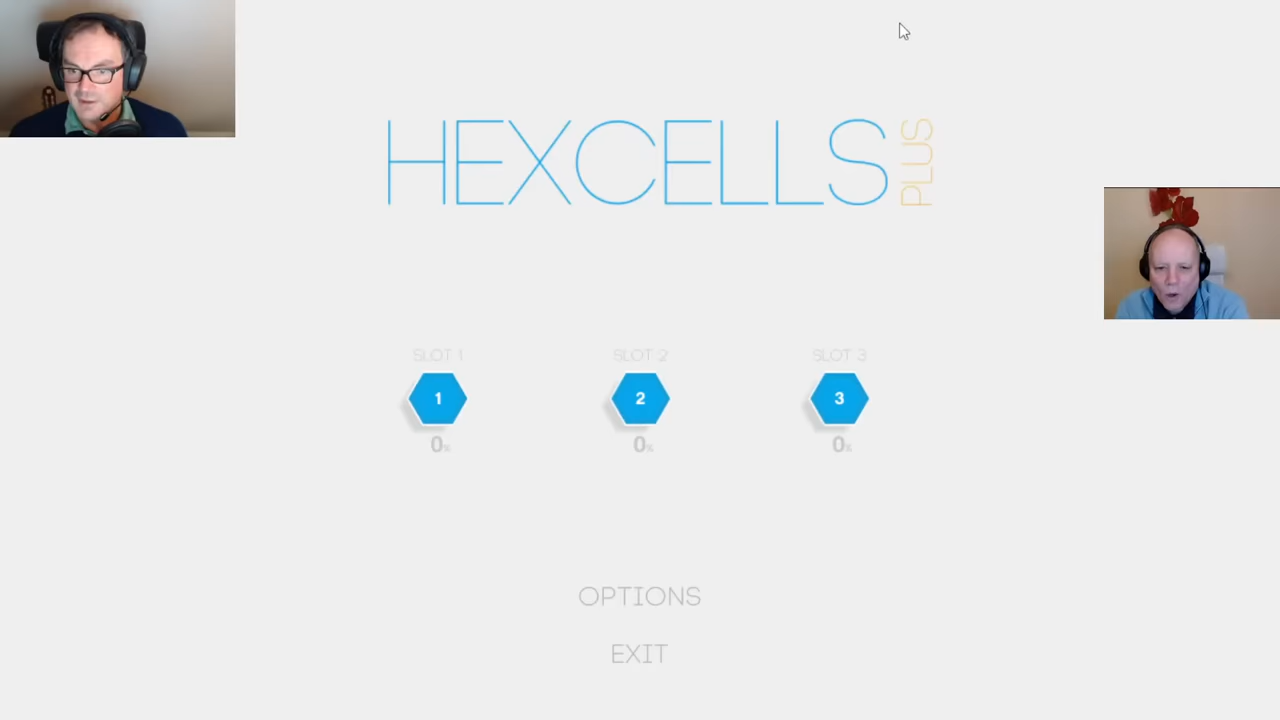 HEXCELLS PLUS
SLOT 1 SLOT 2 SLOT 3
1 2 3
0% 0% 0%
OPTIONS
EXIT